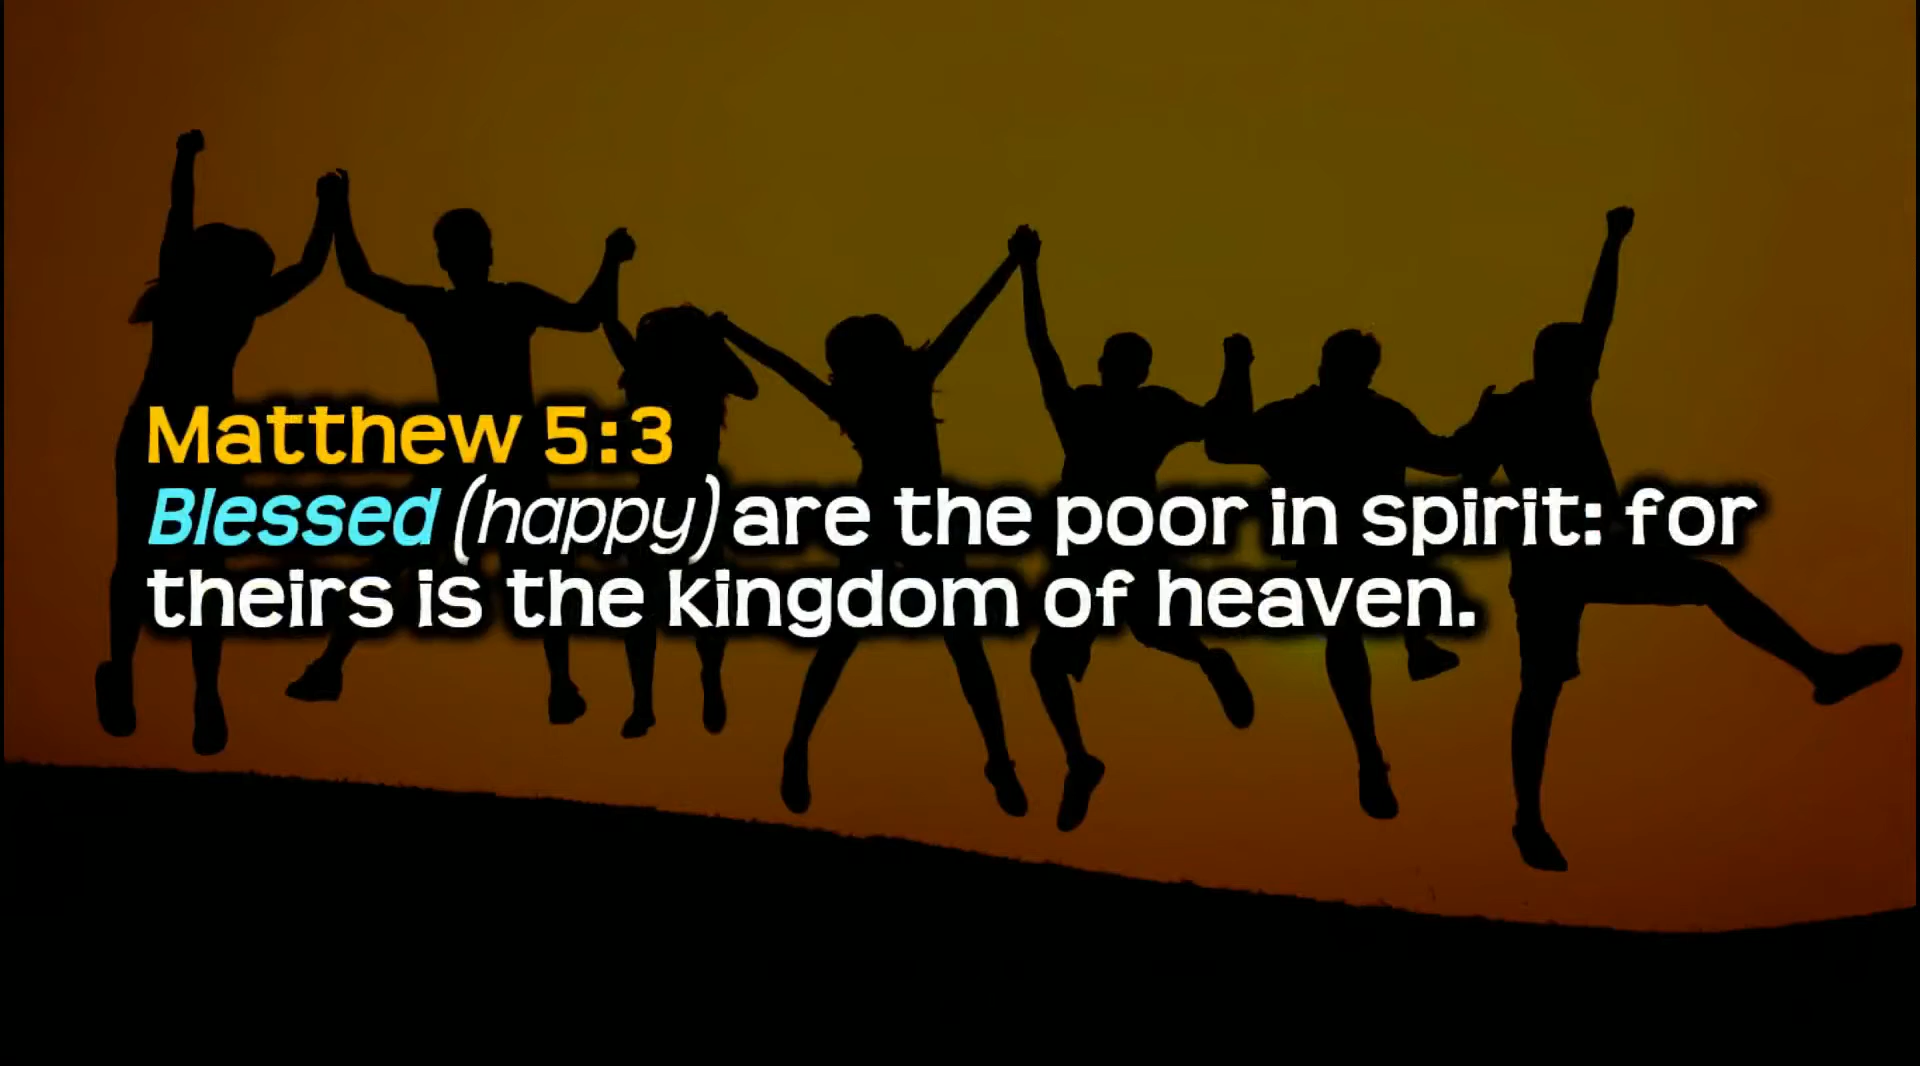 Matthew 5:3
Blessed (happy) are the poor in spirit: for
theirs is the kingdom of heaven.